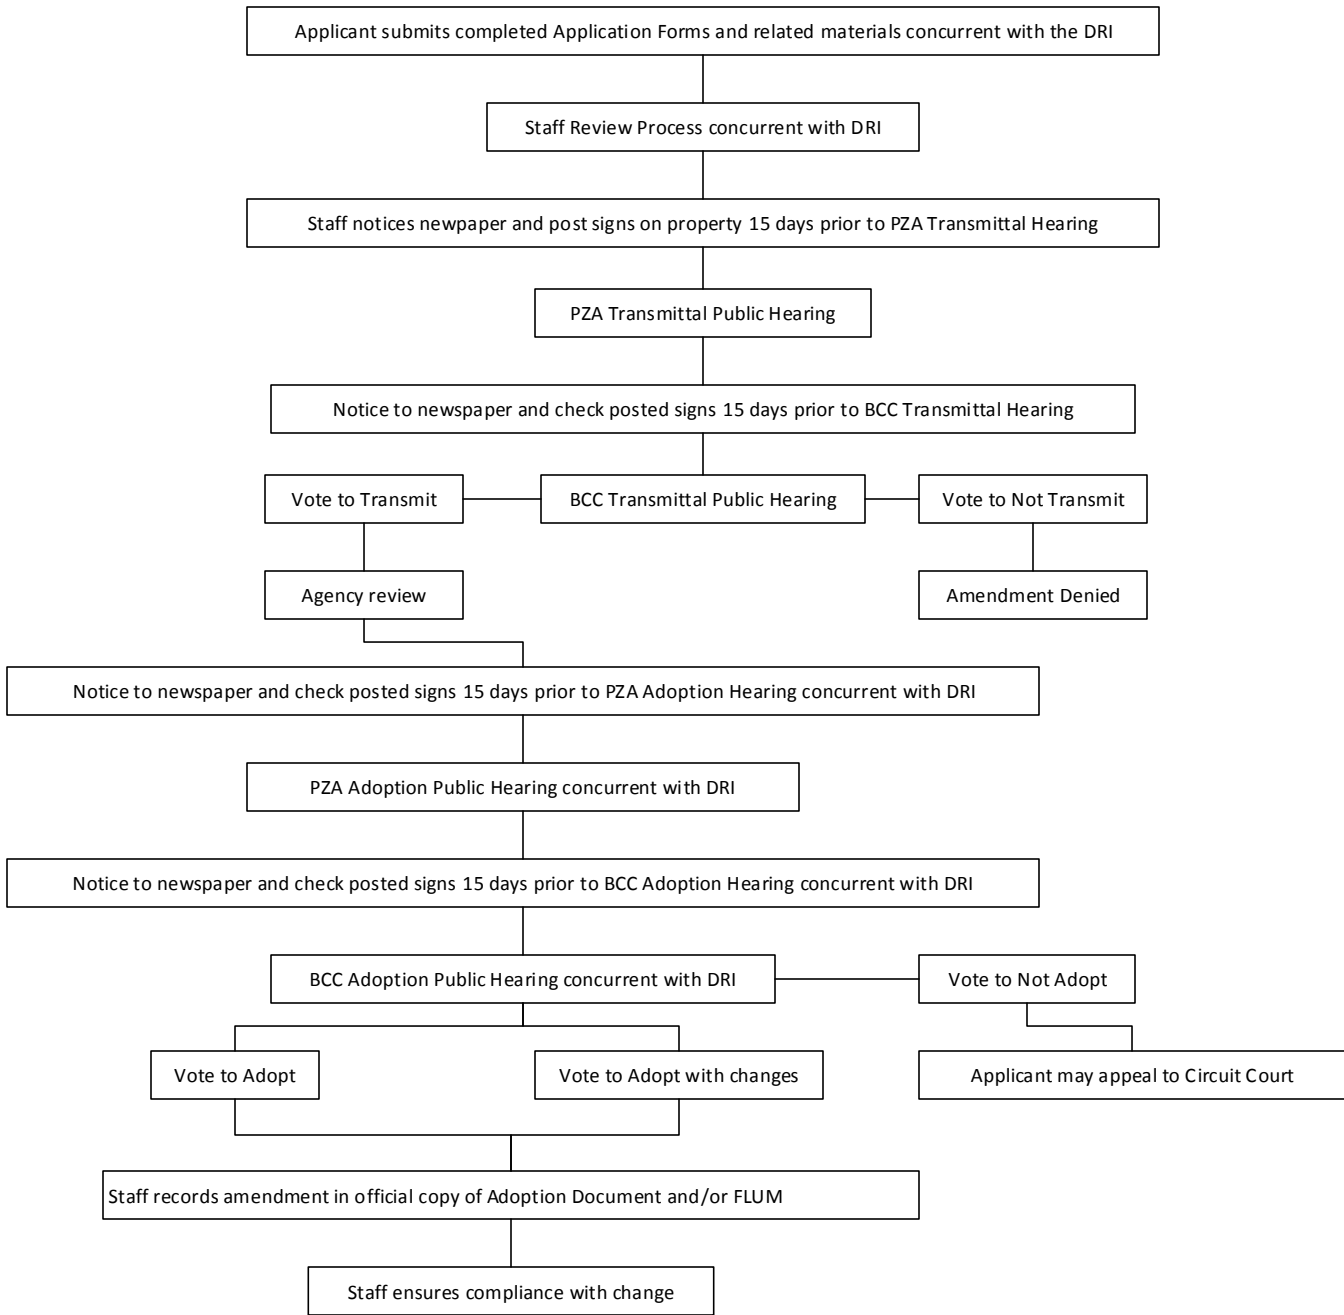 Applicant submits completed Application Forms and related materials concurrent with the DRI
Staff Review Process concurrent with DRI
Staff notices newpaper and post signs on property 15 days prior to PZA Transmittal Hearing
PZA Transmittal Public Hearing
Notice to newspaper and check posted signs 15 days prior to BCC Transmittal Hearing
Vote to Transmit
BCC Transmittal Public Hearing
Vote to Not Transmit
Agency review
Amendment Denied
Notice to newspaper and check posted signs 15 days prior to PZA Adoption Hearing concurrent with DRI
PZA Adoption Public Hearing concurrent with DRI
Notice to newspaper and check posted signs 15 days prior to BCC Adoption Hearing concurrent with DRI
BCC Adoption Public Hearing concurrent with DRI
Vote to Not Adopt
Vote to Adopt
Vote to Adopt with changes
Applicant may appeal to Circuit Court
Staff records amendment in official copy of Adoption Document and/or FLUM
Staff ensures compliance with change